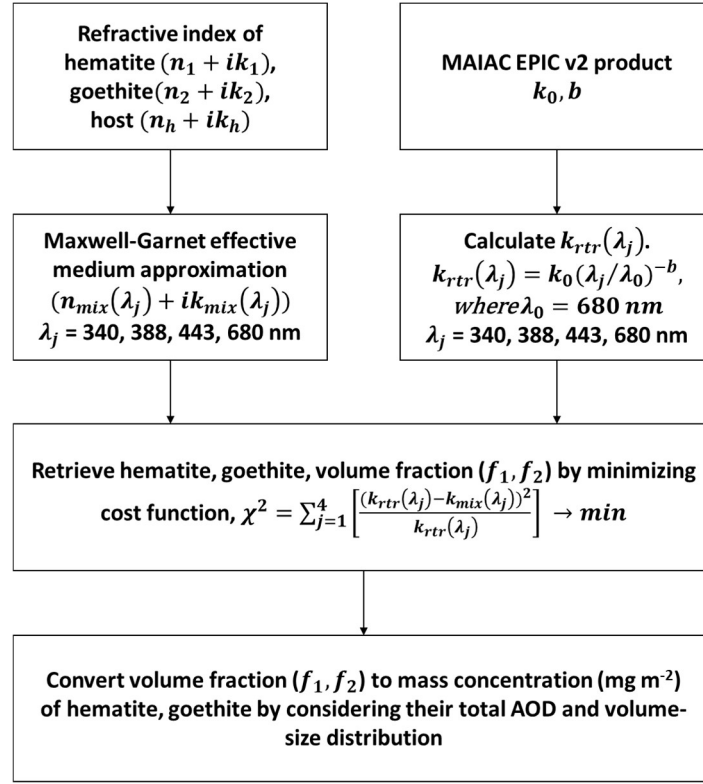 Refractive index of
hematite (n₁ + ik₁),
goethite(n₂ + ik₂),
host (nₕ + ikₕ)
MAIAC EPIC v2 product
k₀, b
Maxwell-Garnet effective
medium approximation
(n_mix(λⱼ) + ik_mix(λⱼ))
λⱼ = 340, 388, 443, 680 nm
Calculate k_rtr(λⱼ).
k_rtr(λⱼ) = k₀(λⱼ/λ₀)⁻ᵇ,
whereλ₀ = 680 nm
λⱼ = 340, 388, 443, 680 nm
Retrieve hematite, goethite, volume fraction (f₁, f₂) by minimizing
cost function, χ² = ∑⁴ⱼ₌₁ [(k_rtr(λⱼ)−k_mix(λⱼ))² / k_rtr(λⱼ)] → min
Convert volume fraction (f₁, f₂) to mass concentration (mg m⁻²)
of hematite, goethite by considering their total AOD and volume-
size distribution